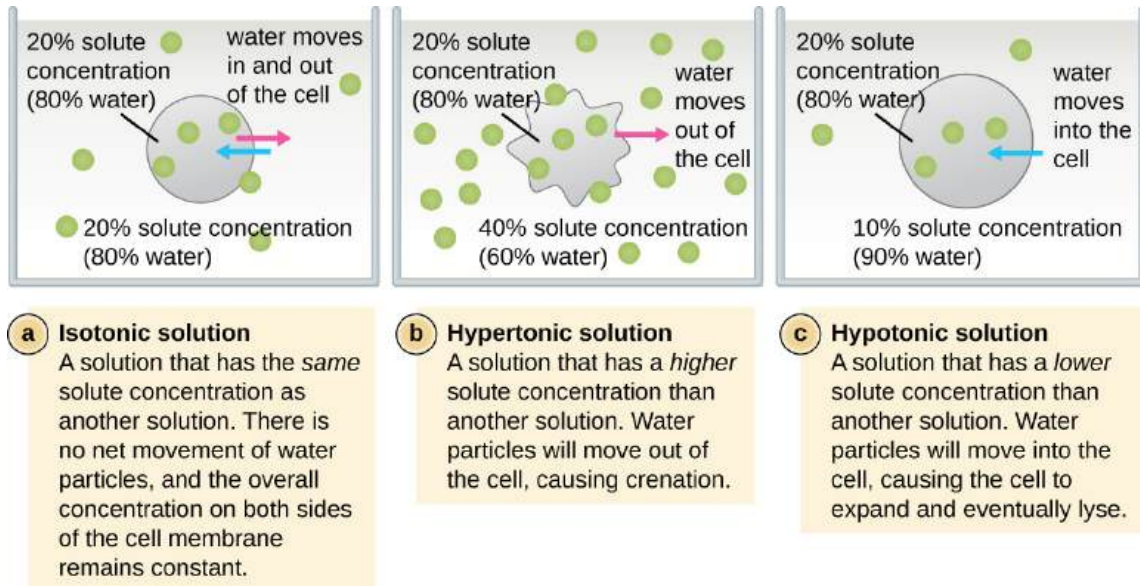 20% solute
concentration
(80% water)
water moves
in and out
of the cell
20% solute concentration
(80% water)
20% solute
concentration
(80% water)
water
moves
out of
the cell
40% solute concentration
(60% water)
20% solute
concentration
(80% water)
water
moves
into the
cell
10% solute concentration
(90% water)
a Isotonic solution
A solution that has the same
solute concentration as
another solution. There is
no net movement of water
particles, and the overall
concentration on both sides
of the cell membrane
remains constant.
b Hypertonic solution
A solution that has a higher
solute concentration than
another solution. Water
particles will move out of
the cell, causing crenation.
c Hypotonic solution
A solution that has a lower
solute concentration than
another solution. Water
particles will move into the
cell, causing the cell to
expand and eventually lyse.